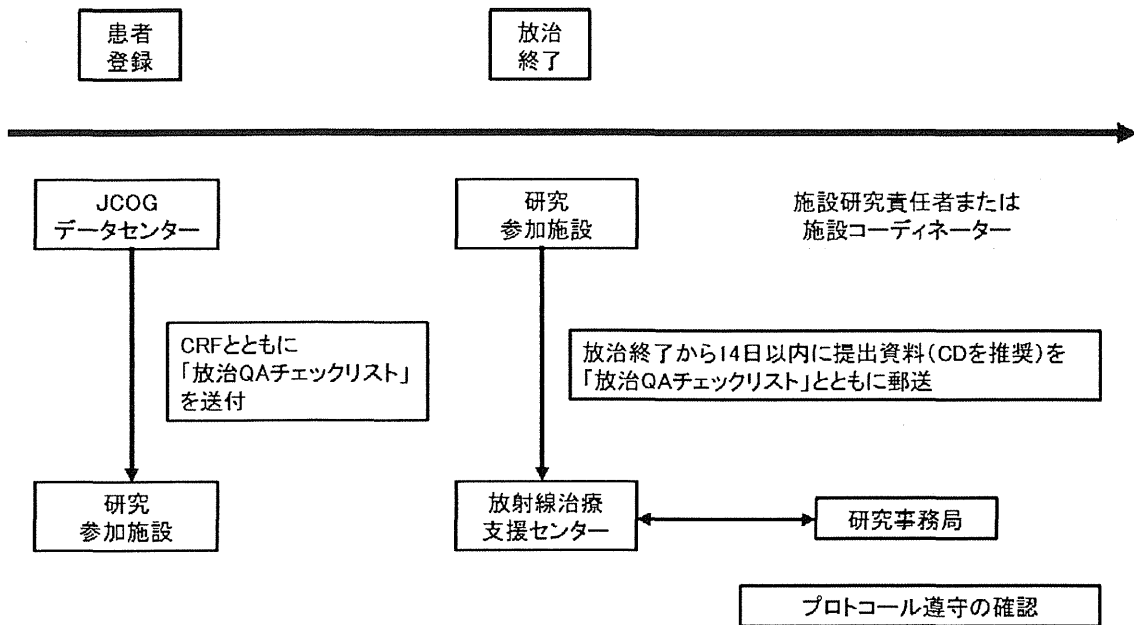 患者
登録
放治
終了
JCOG
データセンター
研究
参加施設
施設研究責任者または
施設コーディネーター
CRFとともに
「放治QAチェックリスト」
を送付
放治終了から14日以内に提出資料(CDを推奨)を
「放治QAチェックリスト」とともに郵送
研究
参加施設
放射線治療
支援センター
研究事務局
プロトコール遵守の確認